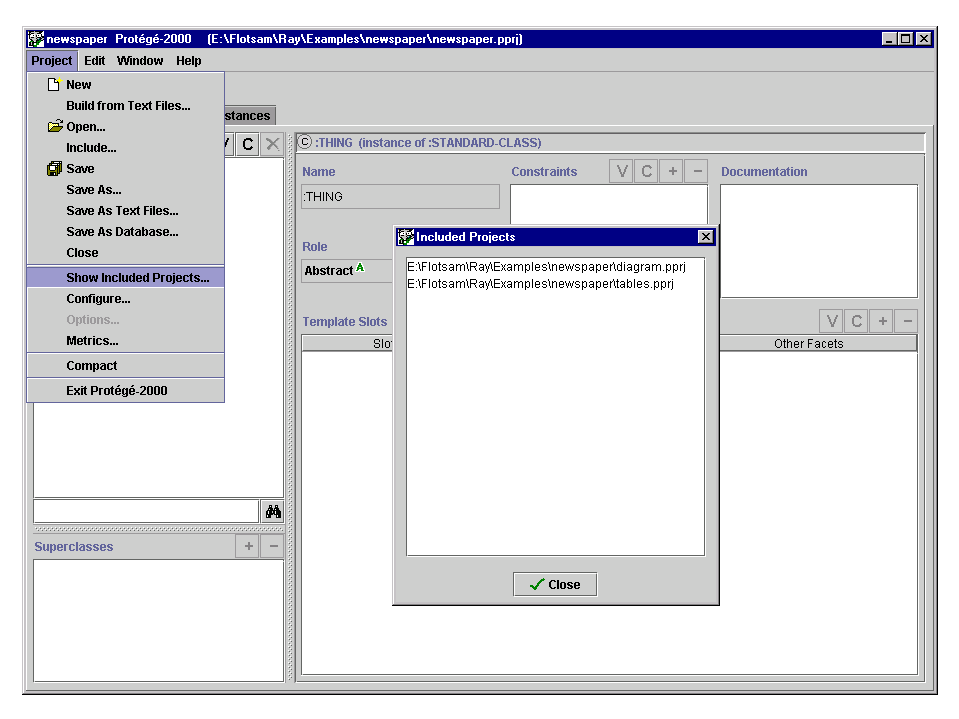 newspaper Protégé-2000 (E:\Flotsam\Ray\Examples\newspaper\newspaper.pprj)
Project Edit Window Help
New
Build from Text Files...
Open...
Include...
Save
Save As...
Save As Text Files...
Save As Database...
Close
Show Included Projects...
Configure...
Options...
Metrics...
Compact
Exit Protégé-2000
stances
C
C :THING (instance of :STANDARD-CLASS)
Name
:THING
Constraints V C + −
Documentation
Role
Abstract A
Template Slots V C + −
Slo
Other Facets
Included Projects
E:\Flotsam\Ray\Examples\newspaper\diagram.pprj
E:\Flotsam\Ray\Examples\newspaper\tables.pprj
Close
Superclasses + −